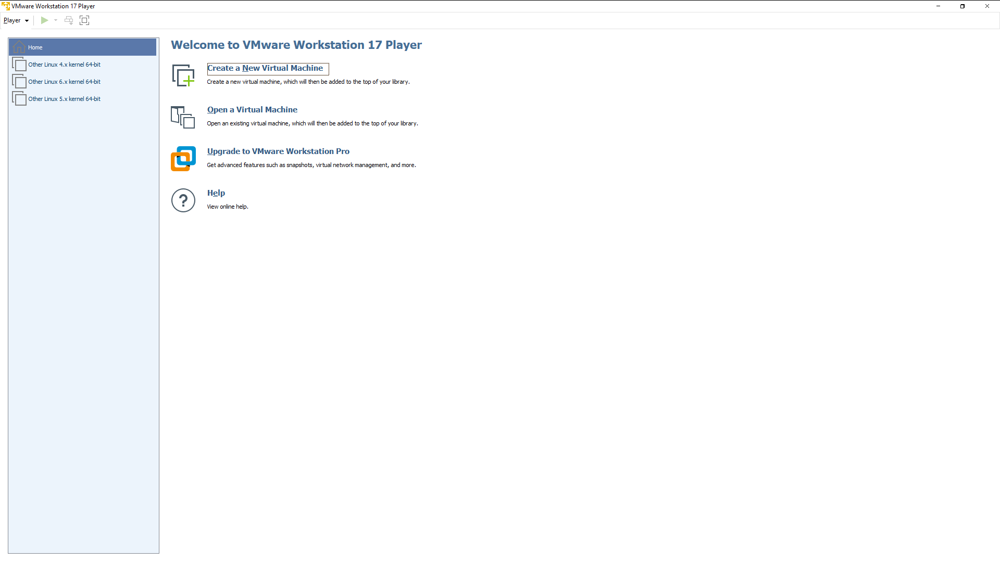 VMware Workstation 17 Player
Player
Home
Other Linux 4.x kernel 64-bit
Other Linux 6.x kernel 64-bit
Other Linux 5.x kernel 64-bit
Welcome to VMware Workstation 17 Player
Create a New Virtual Machine
Create a new virtual machine, which will then be added to the top of your library.
Open a Virtual Machine
Open an existing virtual machine, which will then be added to the top of your library.
Upgrade to VMware Workstation Pro
Get advanced features such as snapshots, virtual network management, and more.
Help
View online help.